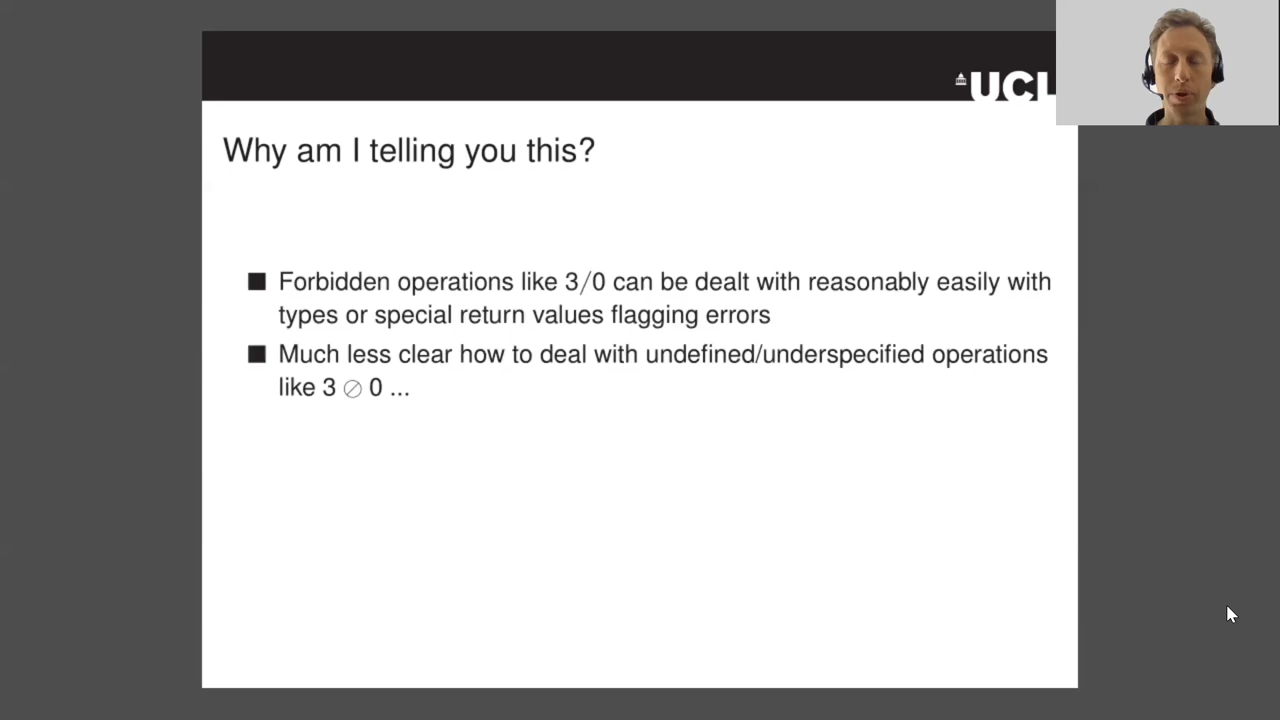 UCL
Why am I telling you this?
Forbidden operations like 3/0 can be dealt with reasonably easily with
types or special return values flagging errors
Much less clear how to deal with undefined/underspecified operations
like 3 ⊘ 0 ...